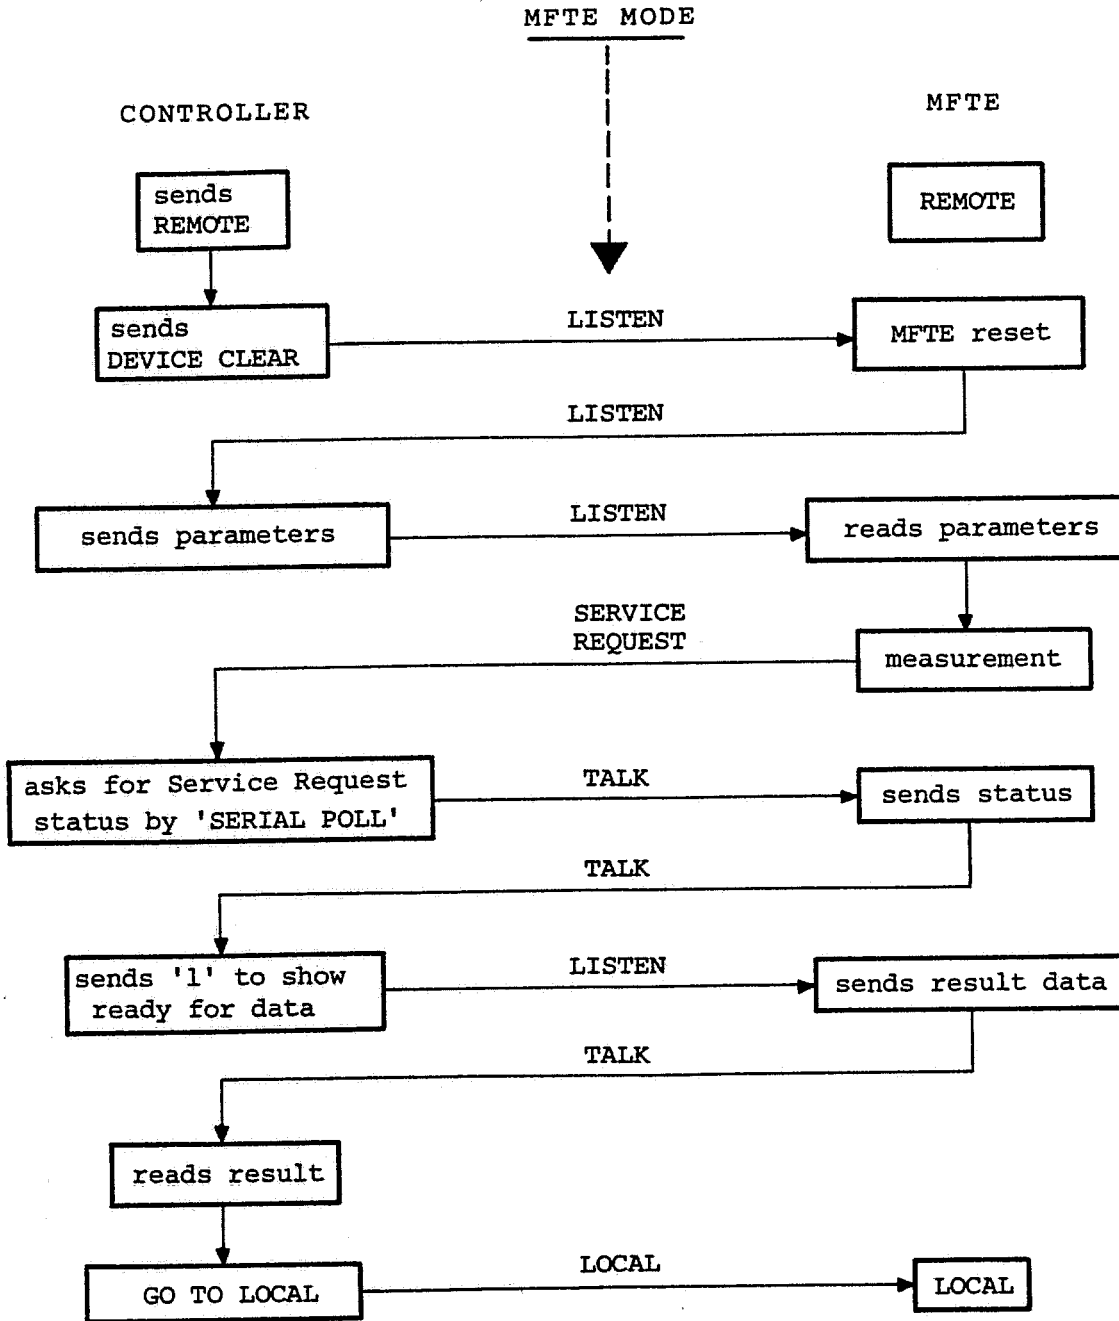 MFTE MODE
CONTROLLER
MFTE
sends
REMOTE
REMOTE
sends
DEVICE CLEAR
LISTEN
MFTE reset
LISTEN
sends parameters
LISTEN
reads parameters
SERVICE
REQUEST
measurement
asks for Service Request
status by 'SERIAL POLL'
TALK
sends status
TALK
sends '1' to show
ready for data
LISTEN
sends result data
TALK
reads result
GO TO LOCAL
LOCAL
LOCAL